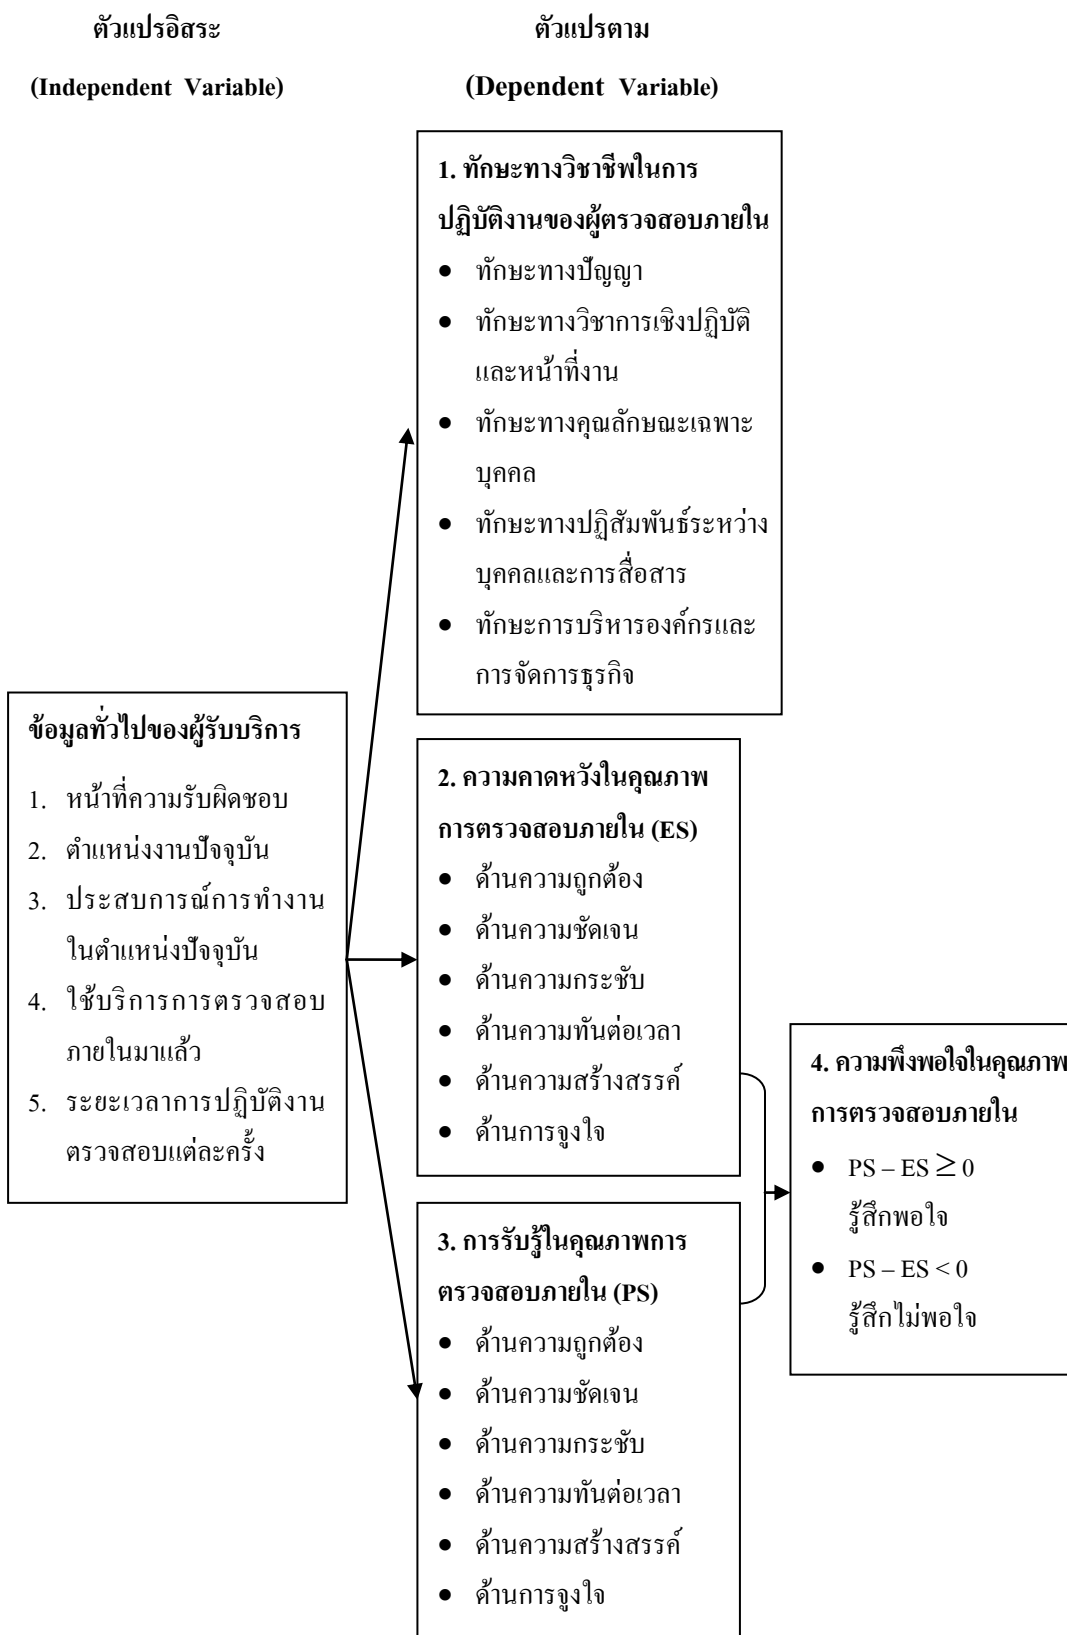 ตัวแปรอิสระ
(Independent Variable)
ตัวแปรตาม
(Dependent Variable)
1. ทักษะทางวิชาชีพในการ
ปฏิบัติงานของผู้ตรวจสอบภายใน
● ทักษะทางปัญญา
● ทักษะทางวิชาการเชิงปฏิบัติ
และหน้าที่งาน
● ทักษะทางคุณลักษณะเฉพาะ
บุคคล
● ทักษะทางปฏิสัมพันธ์ระหว่าง
บุคคลและการสื่อสาร
● ทักษะการบริหารองค์กรและ
การจัดการธุรกิจ
ข้อมูลทั่วไปของผู้รับบริการ
1. หน้าที่ความรับผิดชอบ
2. ตำแหน่งงานปัจจุบัน
3. ประสบการณ์การทำงาน
ในตำแหน่งปัจจุบัน
4. ใช้บริการการตรวจสอบ
ภายในมาแล้ว
5. ระยะเวลาการปฏิบัติงาน
ตรวจสอบแต่ละครั้ง
2. ความคาดหวังในคุณภาพ
การตรวจสอบภายใน (ES)
● ด้านความถูกต้อง
● ด้านความชัดเจน
● ด้านความกระชับ
● ด้านความทันต่อเวลา
● ด้านความสร้างสรรค์
● ด้านการจูงใจ
3. การรับรู้ในคุณภาพการ
ตรวจสอบภายใน (PS)
● ด้านความถูกต้อง
● ด้านความชัดเจน
● ด้านความกระชับ
● ด้านความทันต่อเวลา
● ด้านความสร้างสรรค์
● ด้านการจูงใจ
4. ความพึงพอใจในคุณภาพ
การตรวจสอบภายใน
● PS – ES ≥ 0
รู้สึกพอใจ
● PS – ES < 0
รู้สึกไม่พอใจ